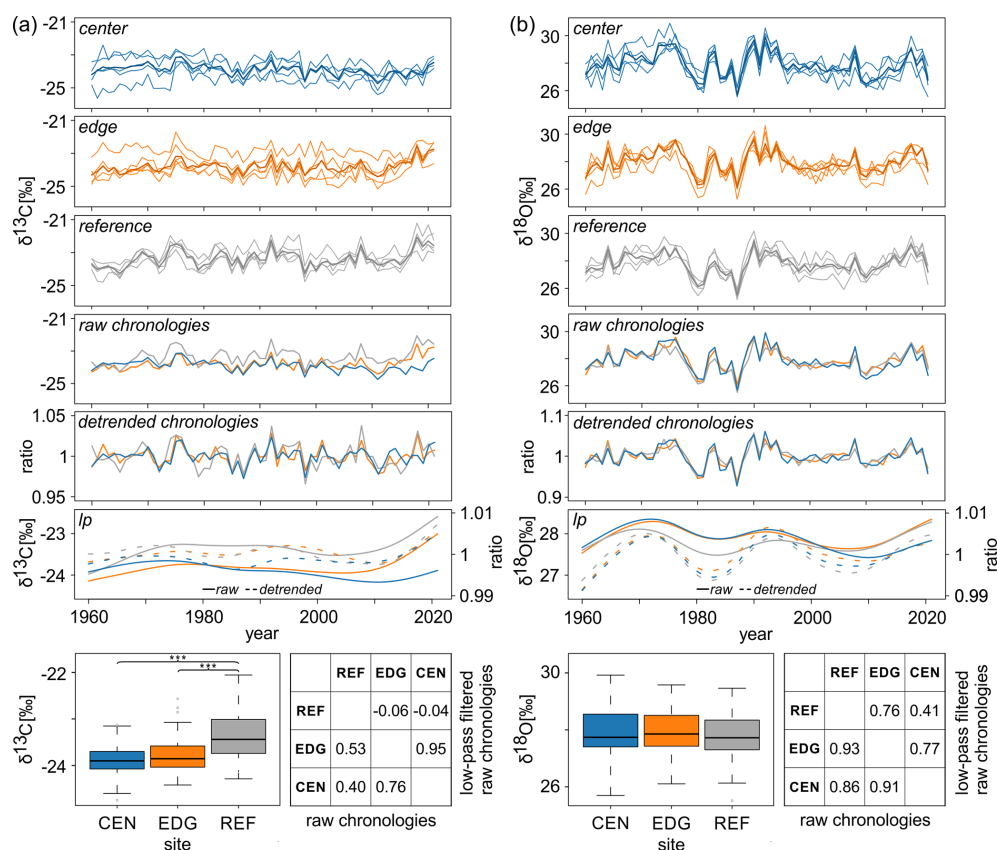 (a)
-21
center
-25
-21
edge
-25
δ13C[‰]
-21
reference
-25
-21
raw chronologies
-25
1.05
detrended chronologies
1
ratio
0.95
lp
-23
-24
δ13C[‰]
1.01
1
0.99
ratio
raw detrended
1960 1980 2000 2020
year
(b)
30
center
26
30
edge
26
δ18O[‰]
30
reference
26
30
raw chronologies
26
1.1
detrended chronologies
1
ratio
0.9
lp
28
27
δ18O[‰]
1.01
1
0.99
ratio
raw detrended
1960 1980 2000 2020
year
-22
-24
δ13C[‰]
***
***
CEN EDG REF
site
REF EDG CEN
REF -0.06 -0.04
EDG 0.53 0.95
CEN 0.40 0.76
raw chronologies
low-pass filtered
raw chronologies
30
26
δ18O[‰]
CEN EDG REF
site
REF EDG CEN
REF 0.76 0.41
EDG 0.93 0.77
CEN 0.86 0.91
raw chronologies
low-pass filtered
raw chronologies